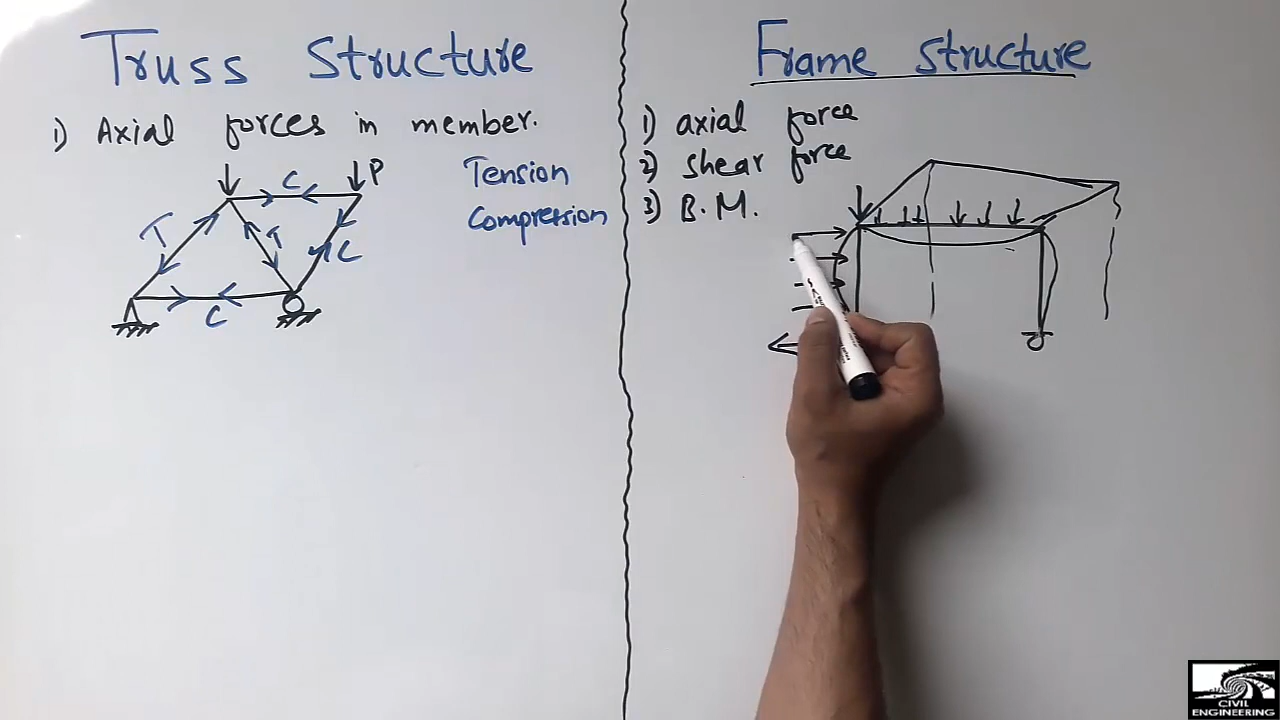 Truss Structure
1) Axial forces in member.
Tension
Compression
P
C
T
T
C
C
Frame Structure
1) axial force
2) shear force
3) B.M.
CIVIL
ENGINEERING